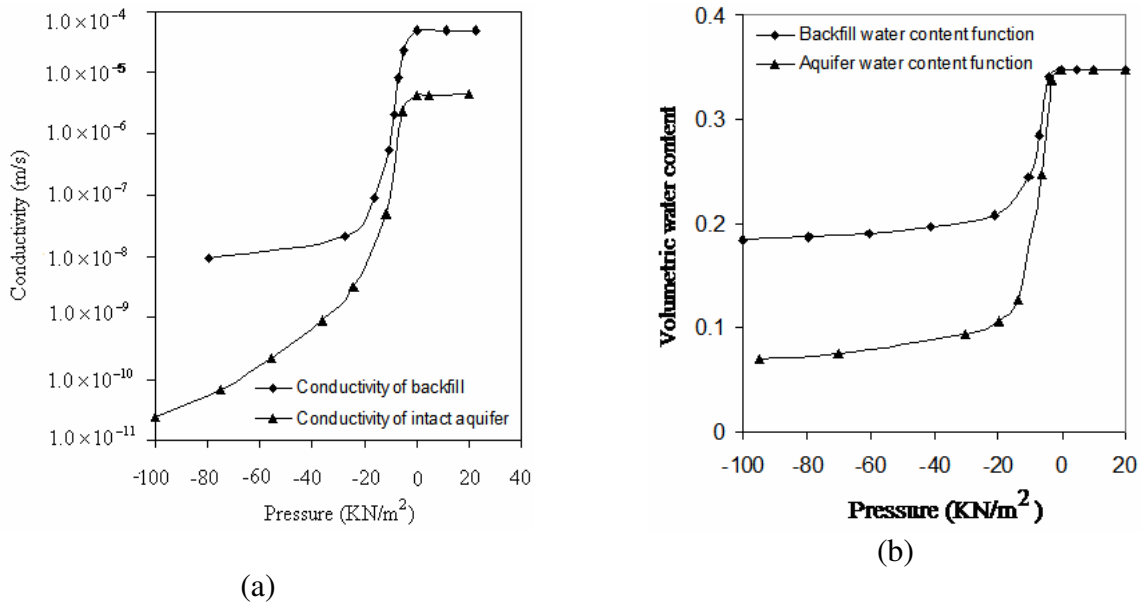 1.0 × 10⁻⁴
1.0 × 10⁻⁵
1.0 × 10⁻⁶
1.0 × 10⁻⁷
1.0 × 10⁻⁸
1.0 × 10⁻⁹
1.0 × 10⁻¹⁰
1.0 × 10⁻¹¹
Conductivity (m/s)
Conductivity of backfill
Conductivity of intact aquifer
-100 -80 -60 -40 -20 0 20 40
Pressure (KN/m²)
(a)
0.4
0.3
0.2
0.1
0
Volumetric water content
Backfill water content function
Aquifer water content function
-100 -80 -60 -40 -20 0 20
Pressure (KN/m²)
(b)